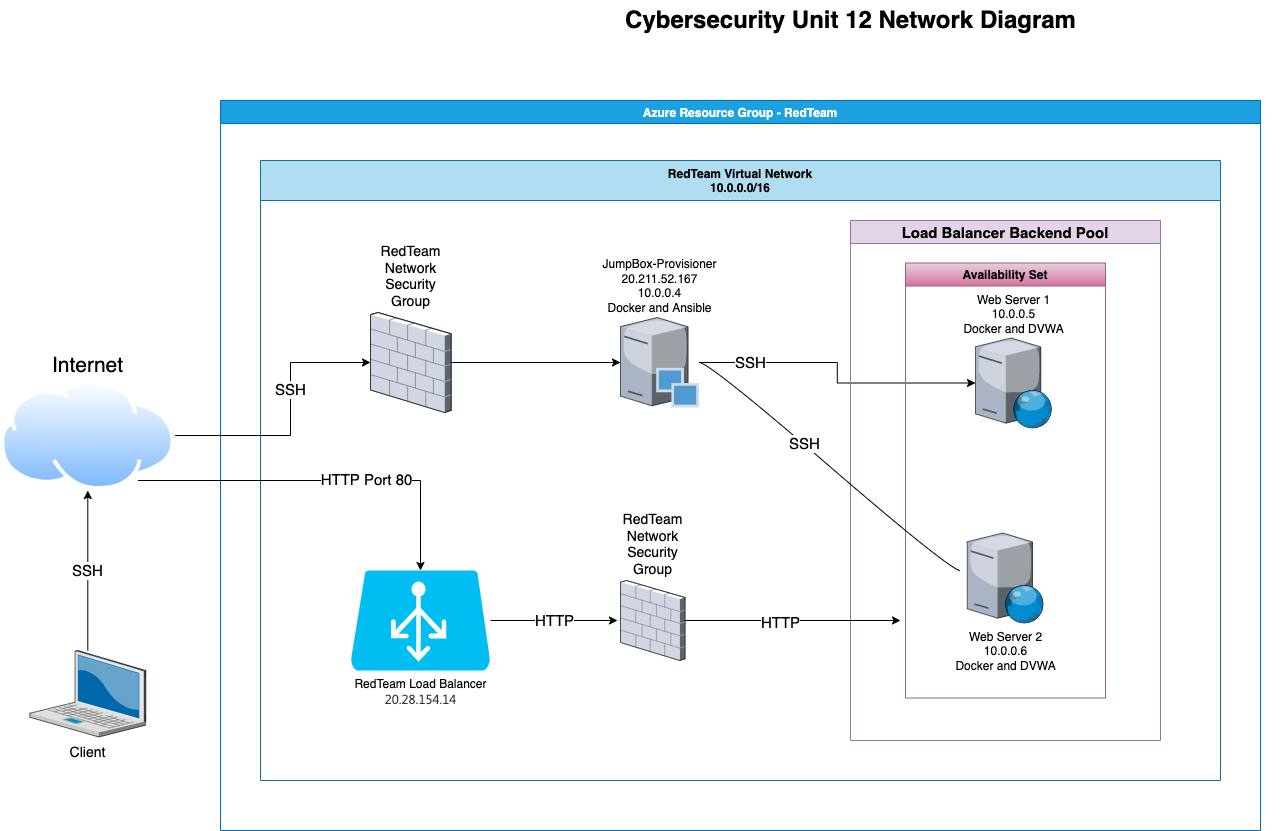 Cybersecurity Unit 12 Network Diagram
Azure Resource Group - RedTeam
RedTeam Virtual Network
10.0.0.0/16
Load Balancer Backend Pool
Availability Set
RedTeam
Network
Security
Group
JumpBox-Provisioner
20.211.52.167
10.0.0.4
Docker and Ansible
Web Server 1
10.0.0.5
Docker and DVWA
Internet
SSH
SSH
SSH
HTTP Port 80
RedTeam
Network
Security
Group
SSH
HTTP
HTTP
Web Server 2
10.0.0.6
Docker and DVWA
RedTeam Load Balancer
20.28.154.14
Client